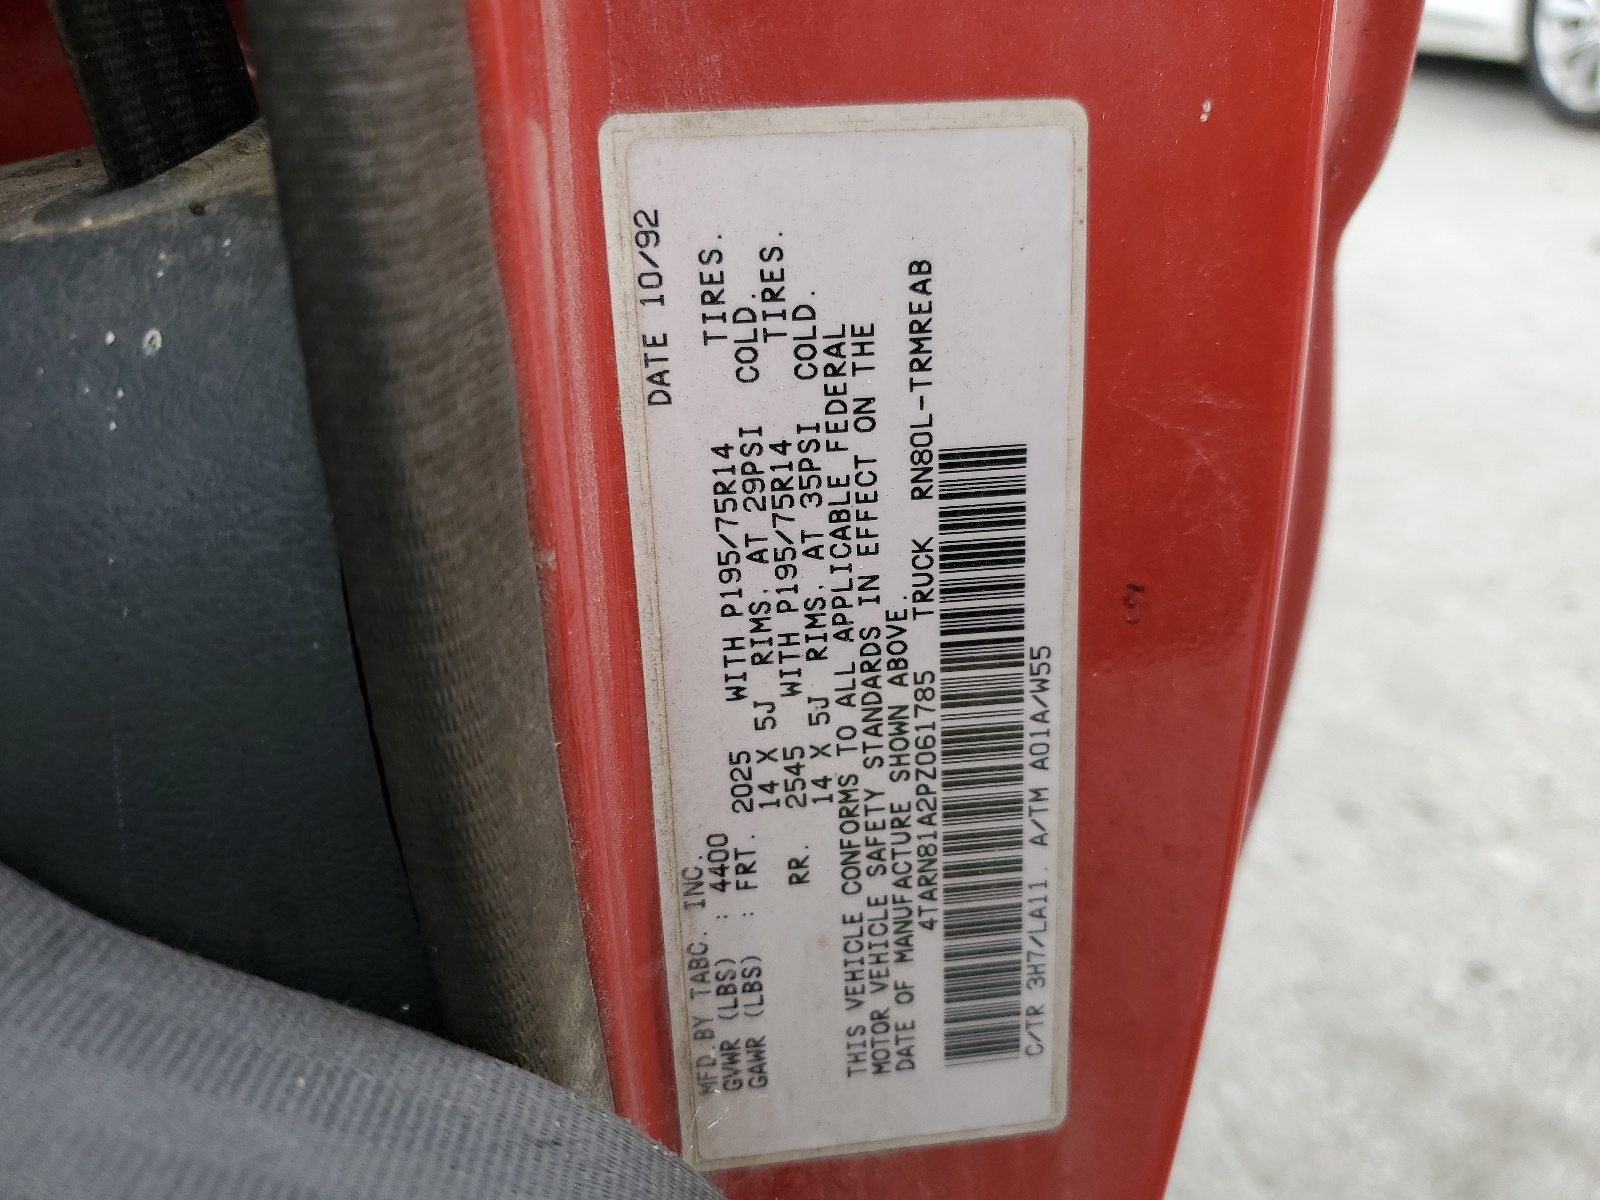 MFD. BY TABC. INC. DATE 10/92
GVWR (LBS) : 4400
GAWR (LBS) : FRT. 2025 WITH P195/75R14 TIRES.
14 X 5J RIMS, AT 29PSI COLD.
RR. 2545 WITH P195/75R14 TIRES.
14 X 5J RIMS, AT 35PSI COLD.
THIS VEHICLE CONFORMS TO ALL APPLICABLE FEDERAL
MOTOR VEHICLE SAFETY STANDARDS IN EFFECT ON THE
DATE OF MANUFACTURE SHOWN ABOVE.
4TARN81A2PZ061785 TRUCK RN80L-TRMREAB
C/TR 3H7/LA11. A/TM A01A/W55